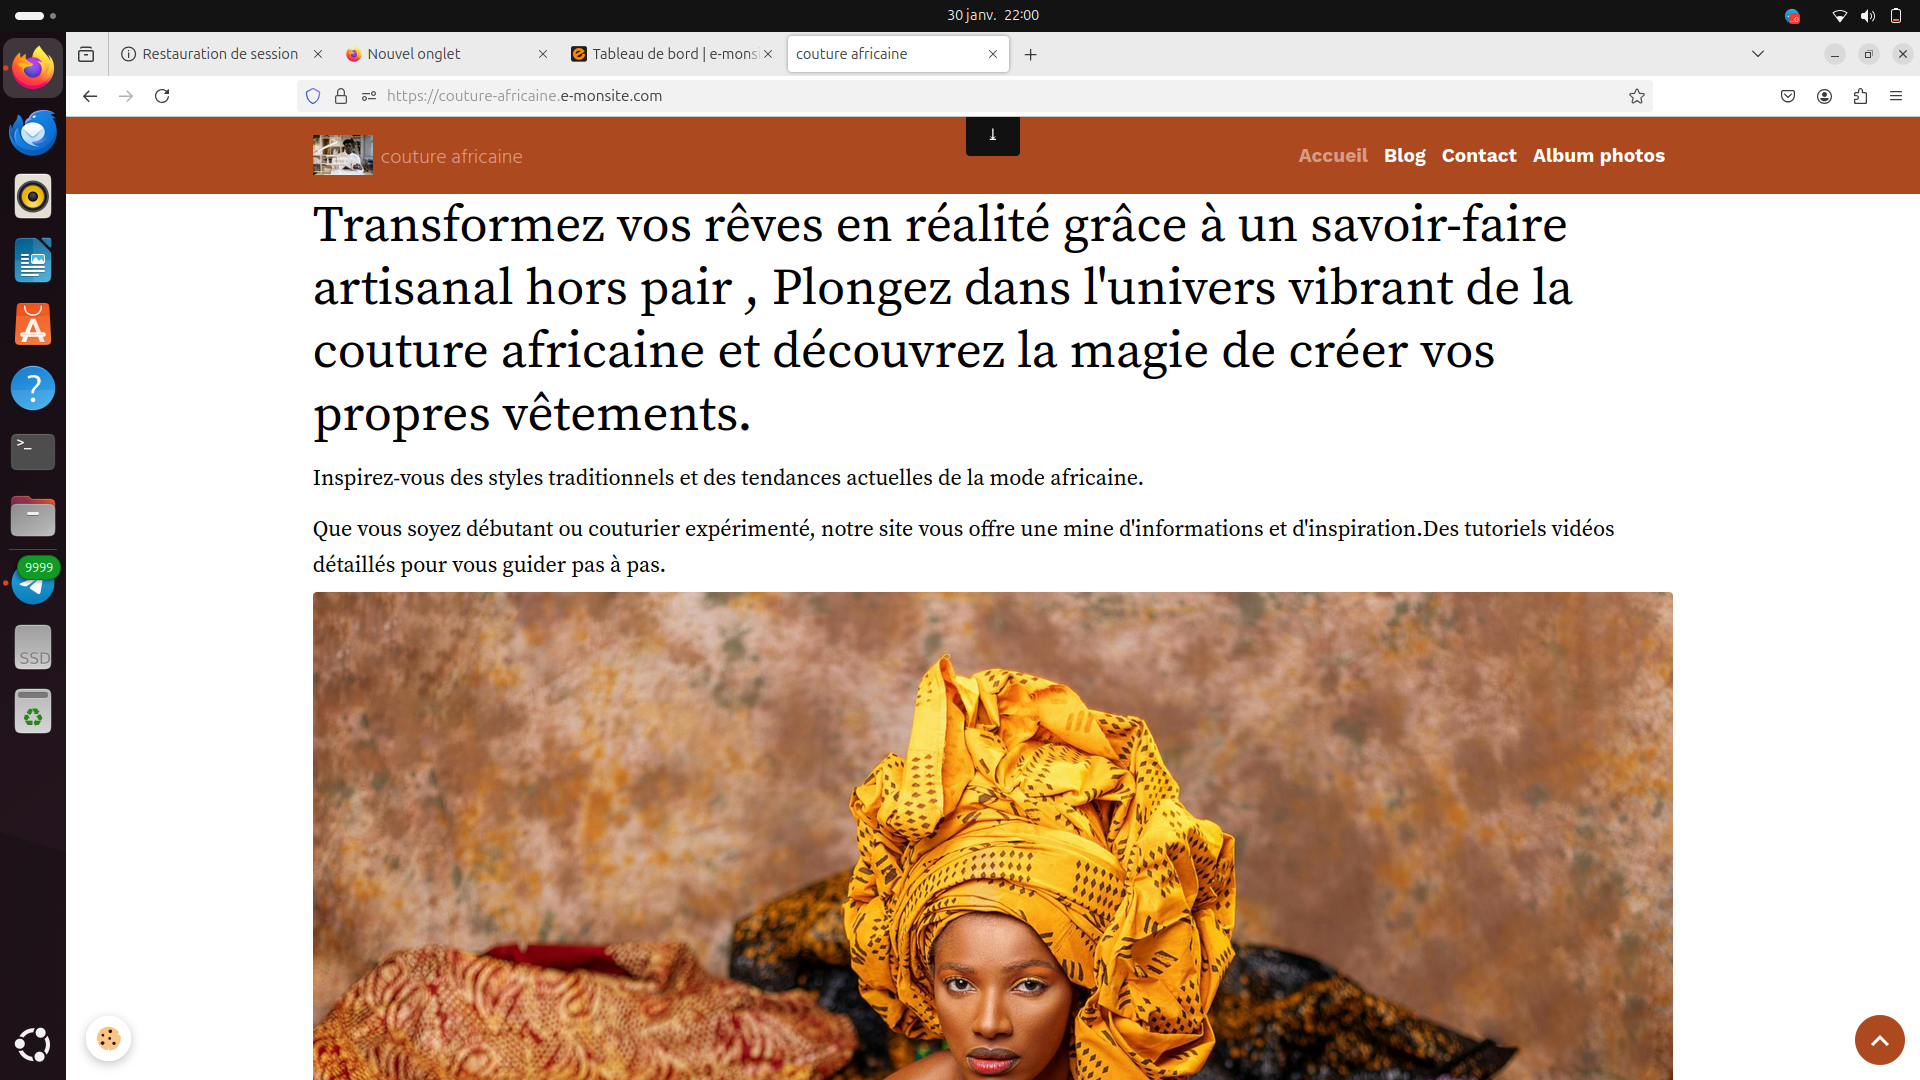 30 janv. 22:00
Restauration de session
Nouvel onglet
Tableau de bord | e-monsi
couture africaine
https://couture-africaine.e-monsite.com
couture africaine
Accueil
Blog
Contact
Album photos
Transformez vos rêves en réalité grâce à un savoir-faire
artisanal hors pair , Plongez dans l'univers vibrant de la
couture africaine et découvrez la magie de créer vos
propres vêtements.
Inspirez-vous des styles traditionnels et des tendances actuelles de la mode africaine.
Que vous soyez débutant ou couturier expérimenté, notre site vous offre une mine d'informations et d'inspiration.Des tutoriels vidéos
détaillés pour vous guider pas à pas.
9999
SSD